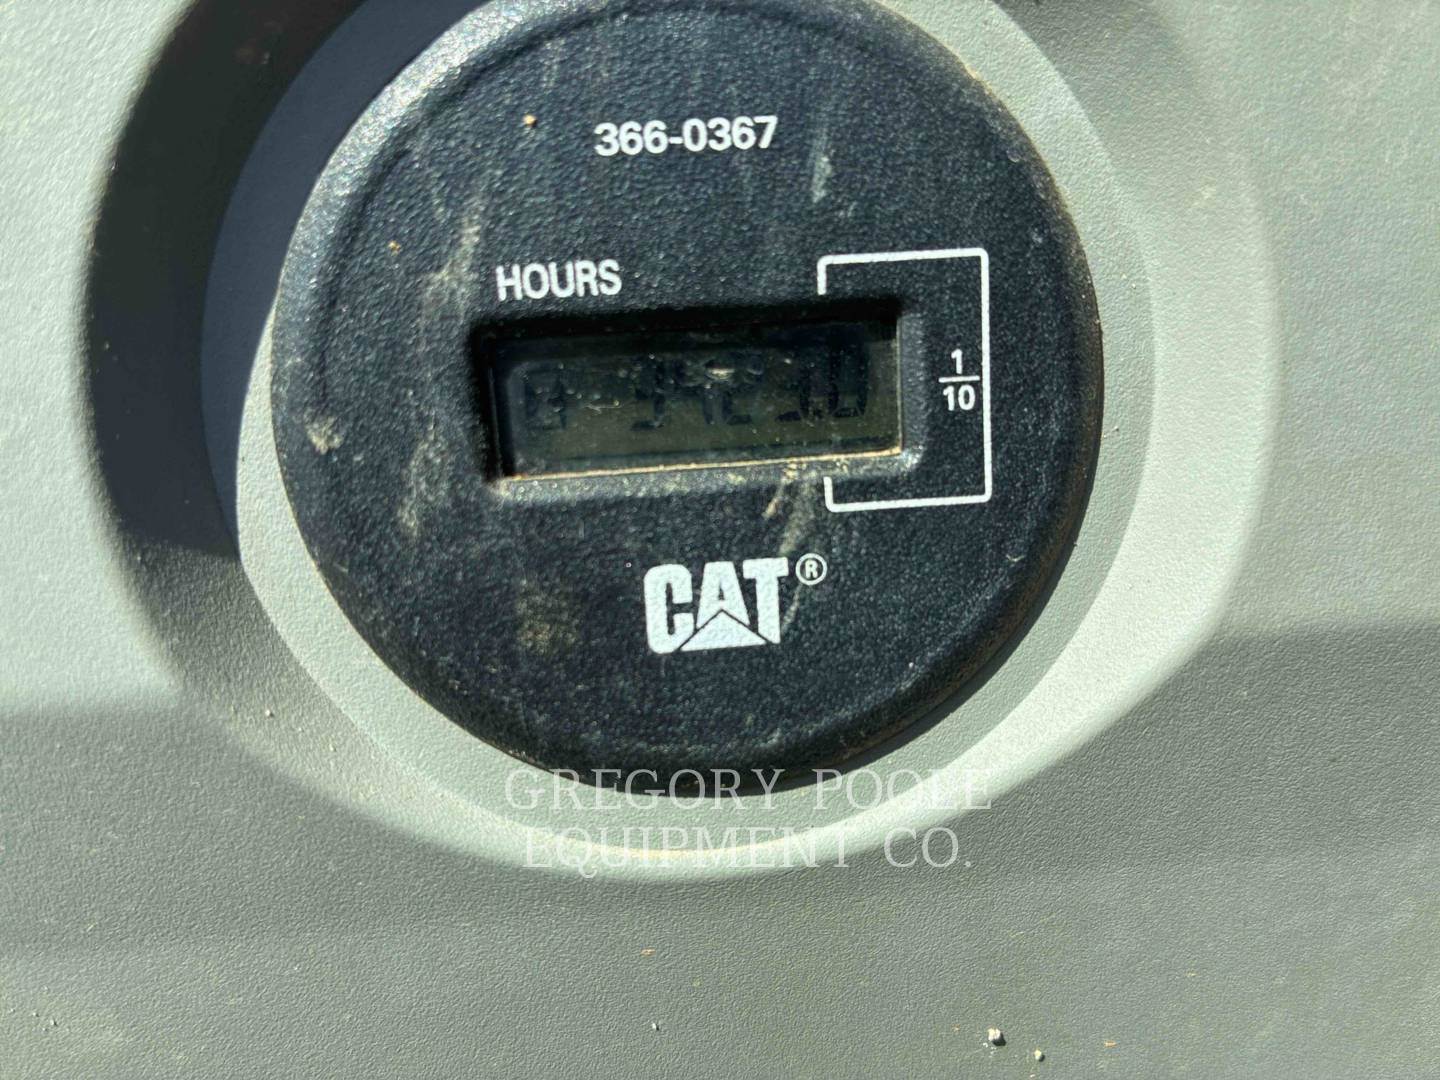 366-0367
HOURS
1
10
CAT®
GREGORY POOLE
EQUIPMENT CO.